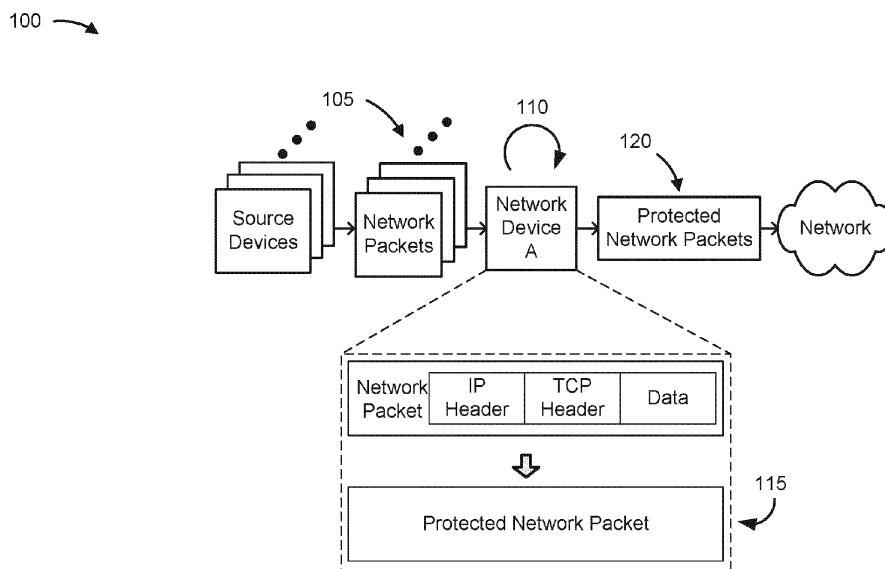 100
105
110
120
Source
Devices
Network
Packets
Network
Device
A
Protected
Network Packets
Network
Network
Packet
IP
Header
TCP
Header
Data
Protected Network Packet
115